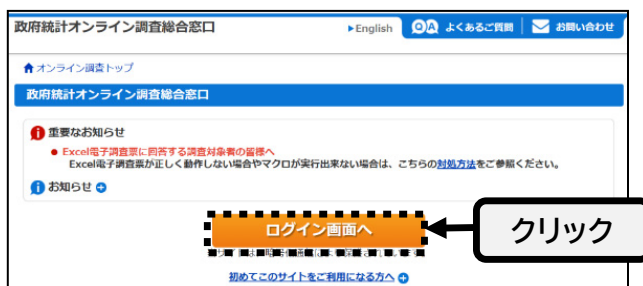 政府統計オンライン調査総合窓口
▶English
QA よくあるご質問
お問い合わせ
オンライン調査トップ
政府統計オンライン調査総合窓口
重要なお知らせ
● Excel電子調査票に回答する調査対象者の皆様へ
Excel電子調査票が正しく動作しない場合やマクロが実行出来ない場合は、こちらの対処方法をご参照ください。
お知らせ
ログイン画面へ
クリック
初めてこのサイトをご利用になる方へ